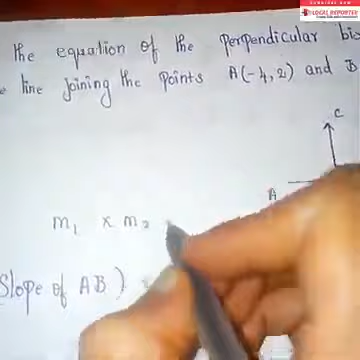 LOCAL REPORTER
the equation of the perpendicular bis
e line joining the points A(-4,2) and B
C
A
m₁ × m₂
Slope of AB)